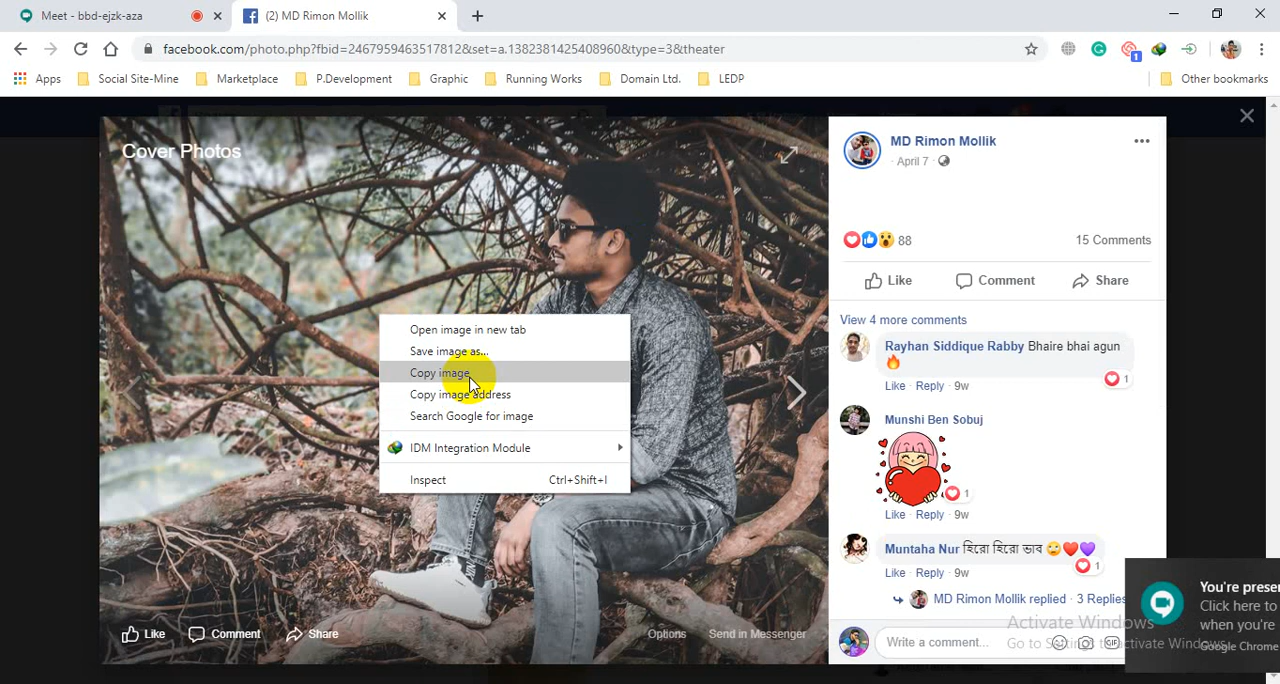 Meet - bbd-ejzk-aza
(2) MD Rimon Mollik
facebook.com/photo.php?fbid=2467959463517812&set=a.1382381425408960&type=3&theater
1
Apps Social Site-Mine Marketplace P.Development Graphic Running Works Domain Ltd. LEDP Other bookmarks
Cover Photos
MD Rimon Mollik
· April 7 ·
88
15 Comments
Like Comment Share
View 4 more comments
Rayhan Siddique Rabby Bhaire bhai agun
🔥
1
Like · Reply · 9w
Munshi Ben Sobuj
1
Like · Reply · 9w
Muntaha Nur হিরো হিরো ভাব 🙄❤️💜
1
Like · Reply · 9w
MD Rimon Mollik replied · 3 Replies
Write a comment...
GIF
Open image in new tab
Save image as...
Copy image
Copy image address
Search Google for image
IDM Integration Module
Inspect Ctrl+Shift+I
Like Comment Share
Options Send in Messenger
Activate Windows
Go to Settings to activate Windows.
You're prese
Click here to
when you're
Google Chrome